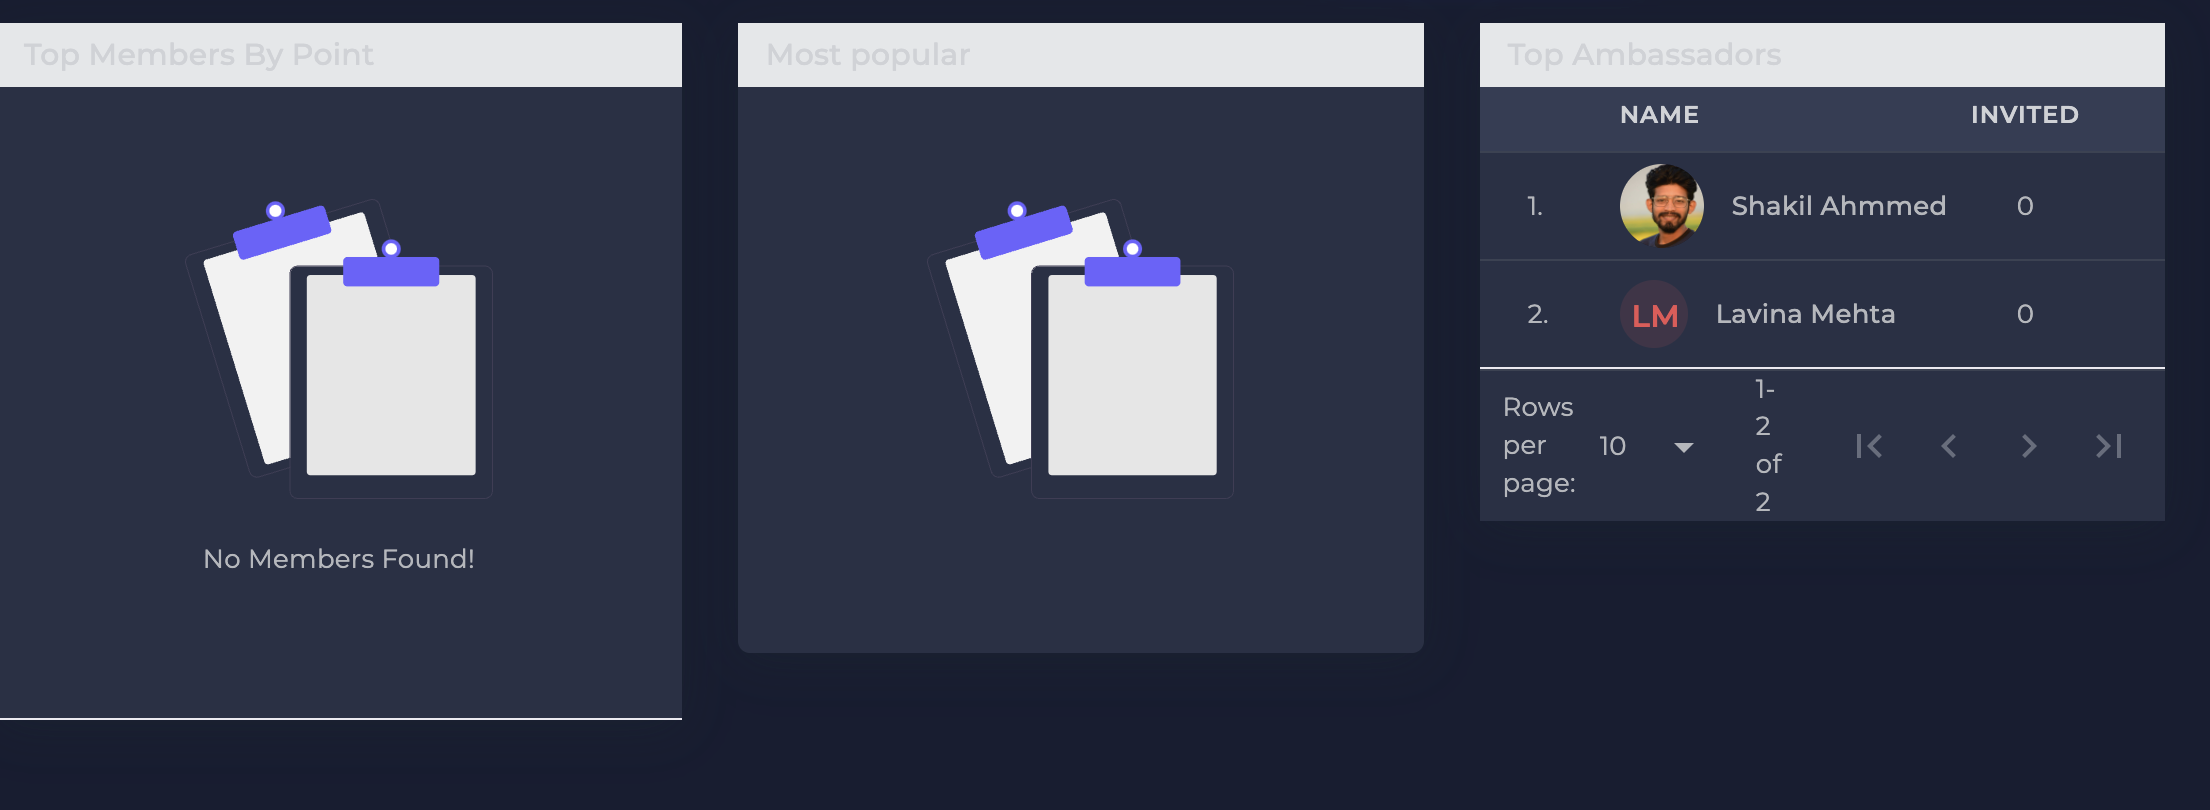 Top Members By Point
No Members Found!
Most popular
Top Ambassadors
NAME INVITED
1. Shakil Ahmmed 0
2. LM Lavina Mehta 0
Rows
per
page:
10
1-
2
of
2